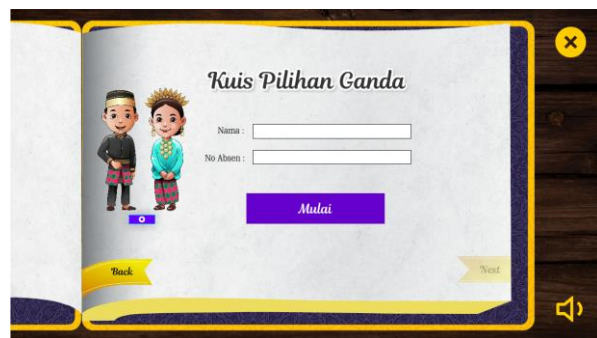 Kuis Pilihan Ganda
Nama :
No Absen :
Mulai
Back
Next